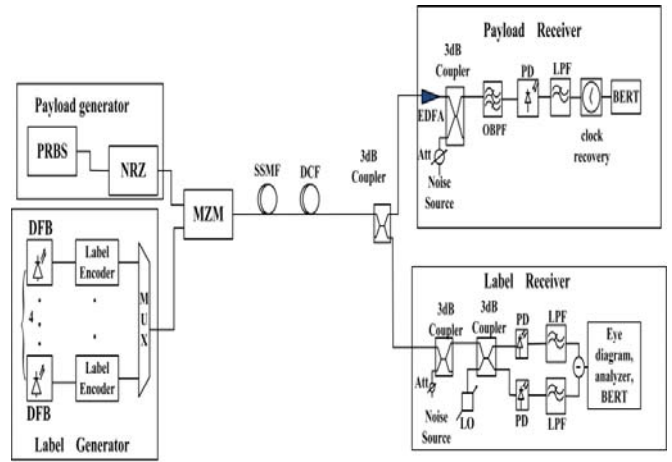 Payload generator
PRBS
NRZ
DFB
Label
Encoder
4
M
U
X
DFB
Label
Encoder
Label Generator
MZM
SSMF
DCF
3dB
Coupler
Payload Receiver
3dB
Coupler
EDFA
Att
Noise
Source
OBPF
PD
LPF
clock
recovery
BERT
Label Receiver
3dB
Coupler
3dB
Coupler
Att
Noise
Source
LO
PD
LPF
PD
LPF
Eye
diagram,
analyzer,
BERT